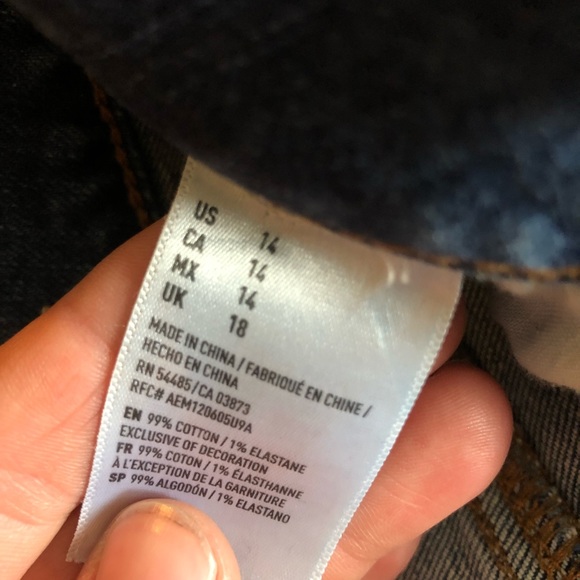 US 14
CA 14
MX 14
UK 18
MADE IN CHINA / FABRIQUÉ EN CHINE /
HECHO EN CHINA
RN 54485/CA 03873
RFC# AEM120605U9A
EN 99% COTTON / 1% ELASTANE
EXCLUSIVE OF DECORATION
FR 99% COTON / 1% ÉLASTHANNE
À L'EXCEPTION DE LA GARNITURE
SP 99% ALGODÓN / 1% ELASTANO